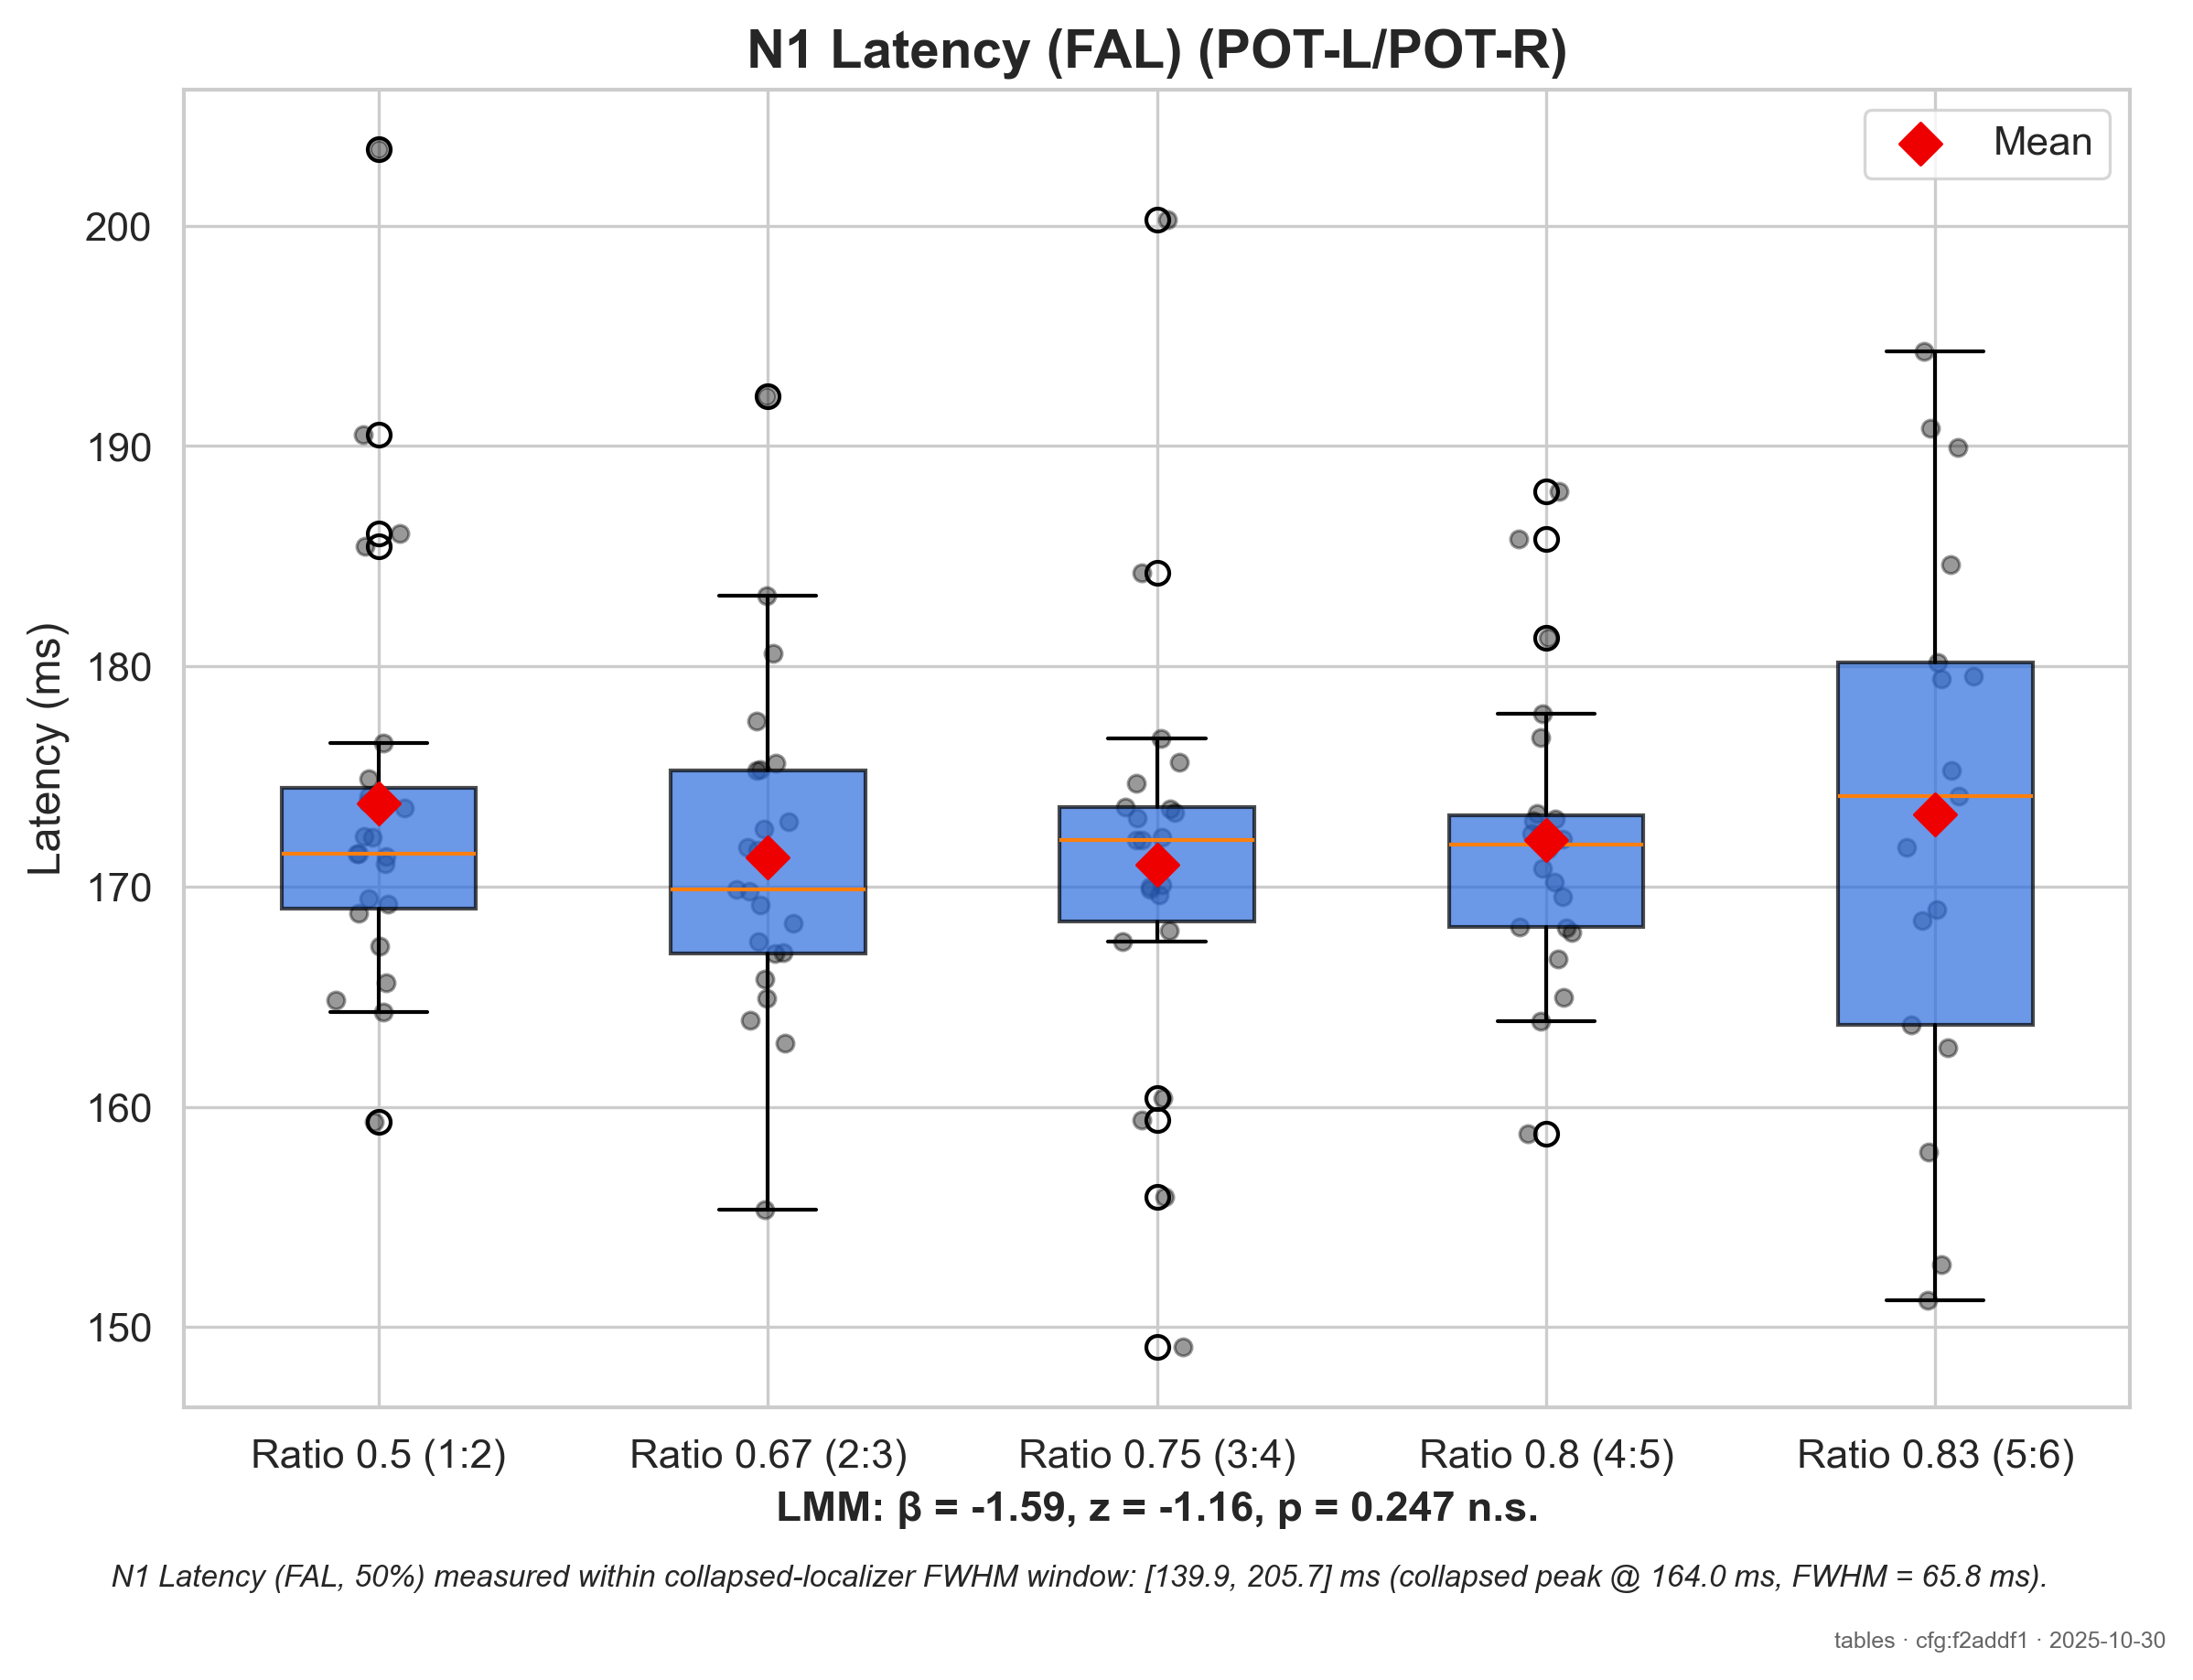 N1 Latency (FAL) (POT-L/POT-R)
Mean
Latency (ms)
200
190
180
170
160
150
Ratio 0.5 (1:2) Ratio 0.67 (2:3) Ratio 0.75 (3:4) Ratio 0.8 (4:5) Ratio 0.83 (5:6)
LMM: β = -1.59, z = -1.16, p = 0.247 n.s.
N1 Latency (FAL, 50%) measured within collapsed-localizer FWHM window: [139.9, 205.7] ms (collapsed peak @ 164.0 ms, FWHM = 65.8 ms).
tables · cfg:f2addf1 · 2025-10-30